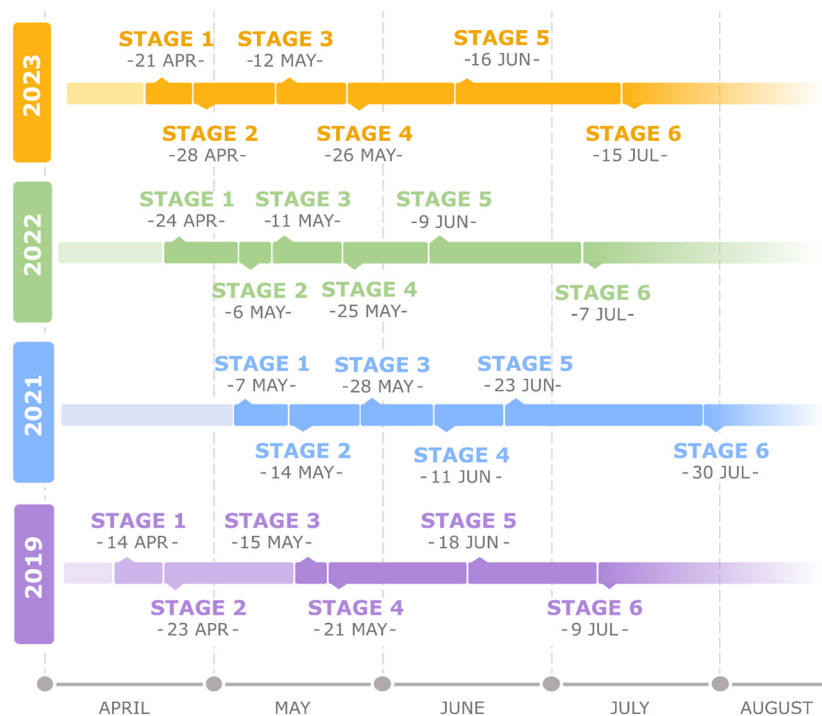 2023
STAGE 1
-21 APR-
STAGE 3
-12 MAY-
STAGE 5
-16 JUN-
STAGE 2
-28 APR-
STAGE 4
-26 MAY-
STAGE 6
-15 JUL-
2022
STAGE 1
-24 APR-
STAGE 3
-11 MAY-
STAGE 5
-9 JUN-
STAGE 2
-6 MAY-
STAGE 4
-25 MAY-
STAGE 6
-7 JUL-
2021
STAGE 1
-7 MAY-
STAGE 3
-28 MAY-
STAGE 5
-23 JUN-
STAGE 2
-14 MAY-
STAGE 4
-11 JUN-
STAGE 6
-30 JUL-
2019
STAGE 1
-14 APR-
STAGE 3
-15 MAY-
STAGE 5
-18 JUN-
STAGE 2
-23 APR-
STAGE 4
-21 MAY-
STAGE 6
-9 JUL-
APRIL MAY JUNE JULY AUGUST